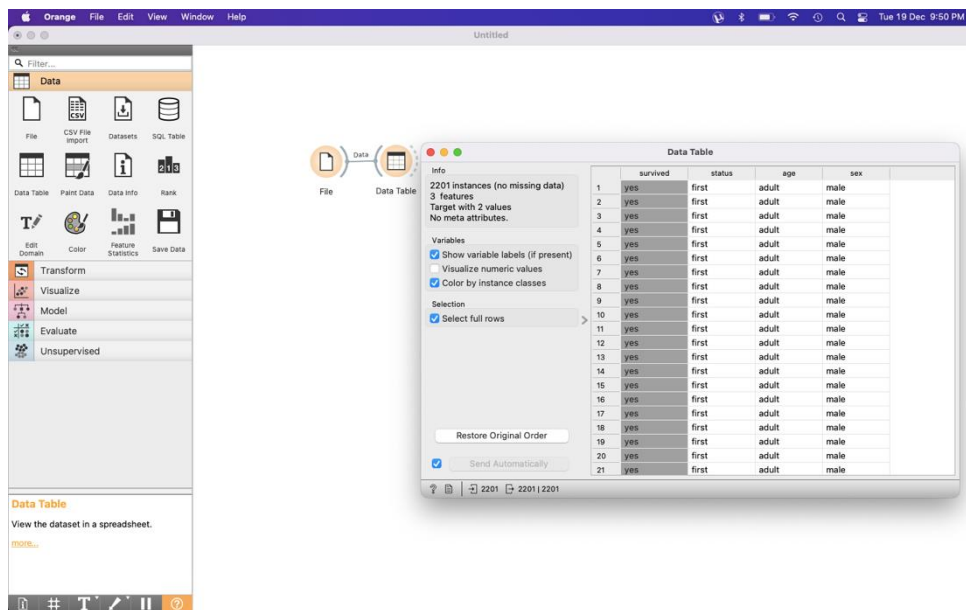 Orange File Edit View Window Help
Tue 19 Dec 9:50 PM
Untitled
Filter...
Data
File
CSV File Import
Datasets
SQL Table
Data Table
Paint Data
Data Info
Rank
Edit Domain
Color
Feature Statistics
Save Data
Transform
Visualize
Model
Evaluate
Unsupervised
Data Table
View the dataset in a spreadsheet.
more...
Data
File
Data Table
Data Table
Info
2201 instances (no missing data)
3 features
Target with 2 values
No meta attributes.
Variables
Show variable labels (if present)
Visualize numeric values
Color by instance classes
Selection
Select full rows
Restore Original Order
Send Automatically
2201 2201 | 2201
survived status age sex
1 yes first adult male
2 yes first adult male
3 yes first adult male
4 yes first adult male
5 yes first adult male
6 yes first adult male
7 yes first adult male
8 yes first adult male
9 yes first adult male
10 yes first adult male
11 yes first adult male
12 yes first adult male
13 yes first adult male
14 yes first adult male
15 yes first adult male
16 yes first adult male
17 yes first adult male
18 yes first adult male
19 yes first adult male
20 yes first adult male
21 yes first adult male